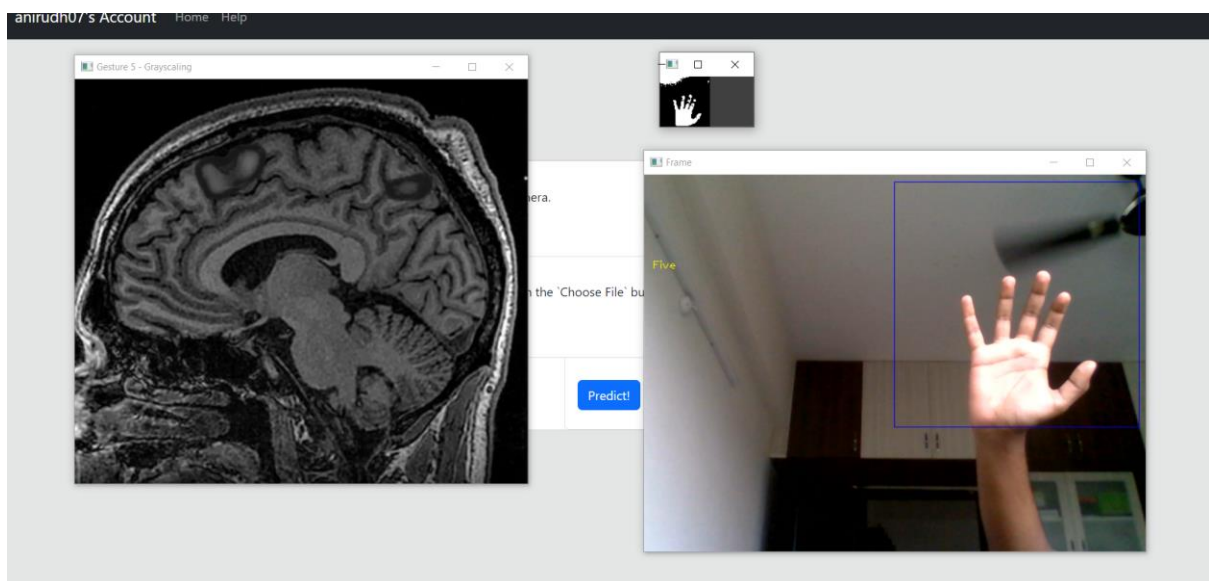 anirudh07's Account Home Help
Gesture 5 - Grayscaling
Frame
era.
Five
the `Choose File` bu
Predict!